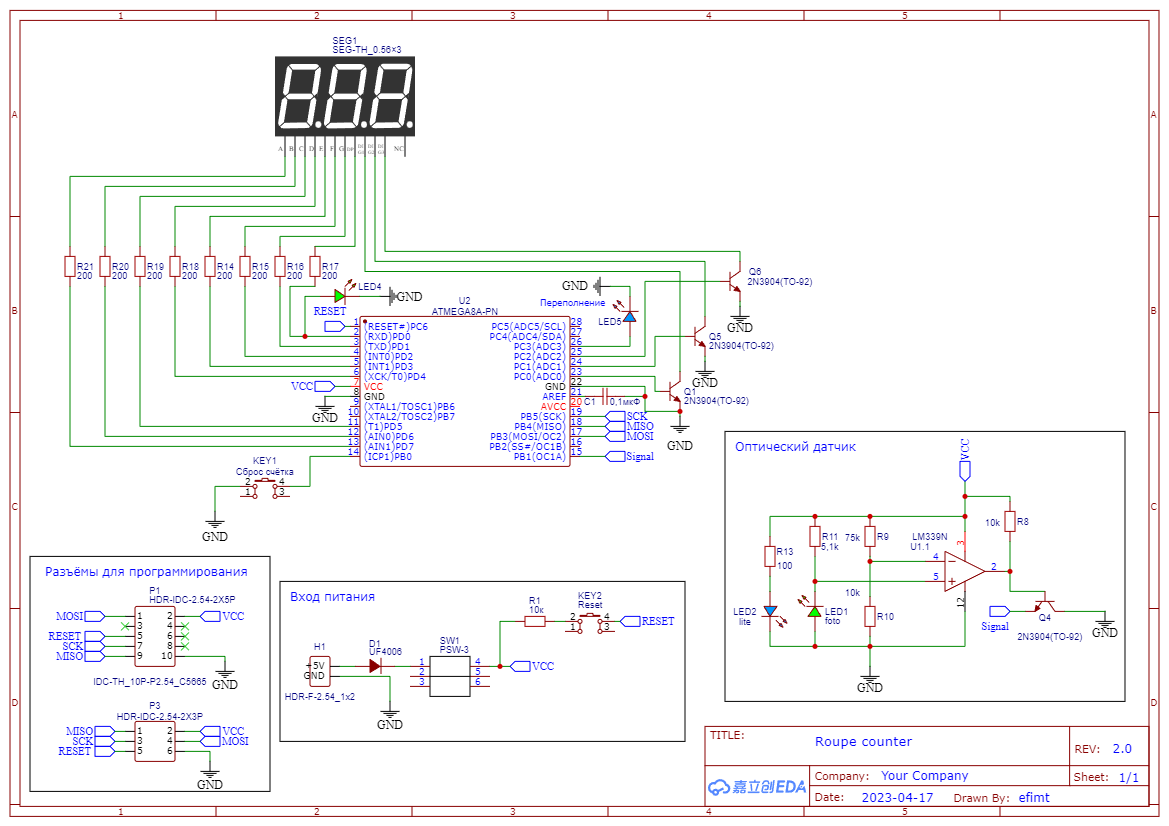 1 2 3 4 5
A
B
C
D
A
B
C
D
SEG1
SEG-TH_0.56×3
A B C D E F G DP DIG1 DIG2 DIG3 NC
R21
200
R20
200
R19
200
R18
200
R14
200
R15
200
R16
200
R17
200
LED4
GND
RESET
U2
ATMEGA8A-PN
1 (RESET#)PC6
2 (RXD)PD0
3 (TXD)PD1
4 (INT0)PD2
5 (INT1)PD3
6 (XCK/T0)PD4
VCC 7 VCC
8 GND
GND
9 (XTAL1/TOSC1)PB6
10 (XTAL2/TOSC2)PB7
11 (T1)PD5
12 (AIN0)PD6
13 (AIN1)PD7
14 (ICP1)PB0
PC5(ADC5/SCL) 28
PC4(ADC4/SDA) 27
PC3(ADC3) 26
PC2(ADC2) 25
PC1(ADC1) 24
PC0(ADC0) 23
GND 22
AREF 21
AVCC 20
PB5(SCK) 19 SCK
PB4(MISO) 18 MISO
PB3(MOSI/OC2) 17 MOSI
PB2(SS#/OC1B) 16
PB1(OC1A) 15 Signal
C1 0,1мкФ
GND
Переполнение
LED5
Q6
2N3904(TO-92)
GND
Q5
2N3904(TO-92)
GND
Q1
2N3904(TO-92)
GND
KEY1
Сброс счётка
2 4
1 3
GND
Оптический датчик
VCC
R13
100
R11
5,1k
75k R9
10k R10
LM339N
U1.1
3
4
5
2
12
10k R8
LED2
lite
LED1
foto
Signal
Q4
2N3904(TO-92)
GND
GND
Разъёмы для программирования
P1
HDR-IDC-2.54-2X5P
MOSI 1 2 VCC
3 4
RESET 5 6
SCK 7 8
MISO 9 10
GND
IDC-TH_10P-P2.54_C5665
P3
HDR-IDC-2.54-2X3P
MISO 1 2 VCC
SCK 3 4 MOSI
RESET 5 6
GND
Вход питания
H1
+5V
GND
HDR-F-2.54_1x2
D1
UF4006
GND
SW1
PSW-3
1 4
2 5
3 6
VCC
R1
10к
KEY2
Reset
2 4
1 3
RESET
TITLE:
Roupe counter
REV: 2.0
嘉立创EDA
Company: Your Company
Sheet: 1/1
Date: 2023-04-17 Drawn By: efimt
1 2 3 4 5